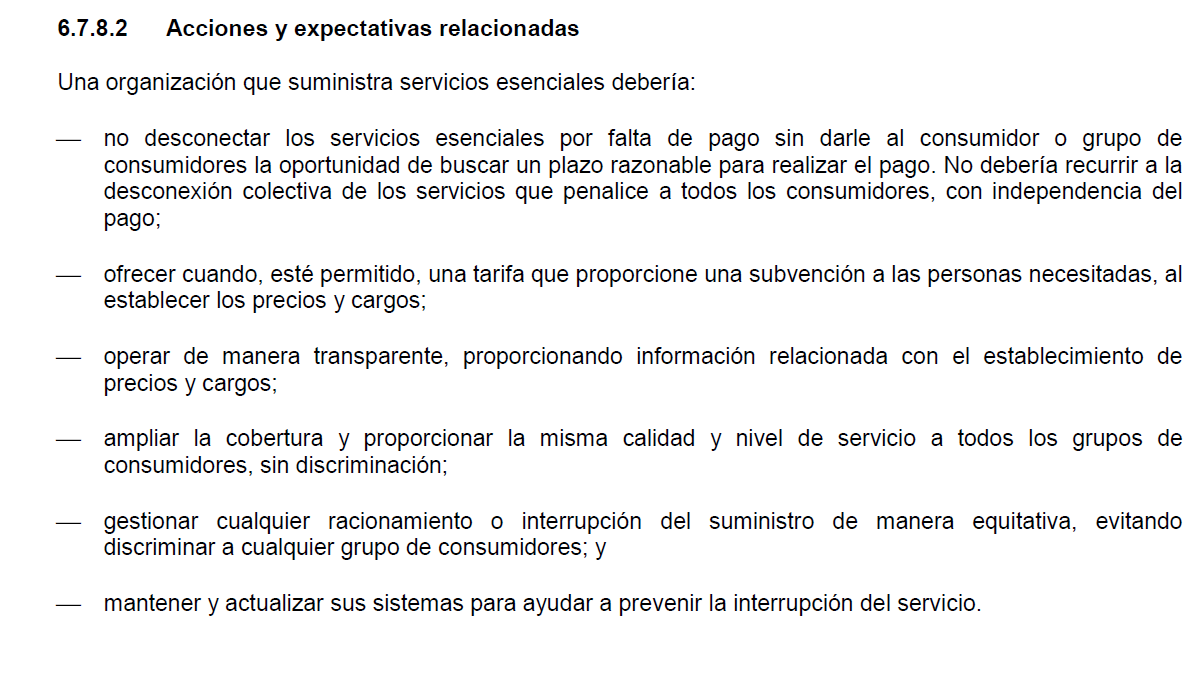 6.7.8.2 Acciones y expectativas relacionadas
Una organización que suministra servicios esenciales debería:
— no desconectar los servicios esenciales por falta de pago sin darle al consumidor o grupo de
consumidores la oportunidad de buscar un plazo razonable para realizar el pago. No debería recurrir a la
desconexión colectiva de los servicios que penalice a todos los consumidores, con independencia del
pago;
— ofrecer cuando, esté permitido, una tarifa que proporcione una subvención a las personas necesitadas, al
establecer los precios y cargos;
— operar de manera transparente, proporcionando información relacionada con el establecimiento de
precios y cargos;
— ampliar la cobertura y proporcionar la misma calidad y nivel de servicio a todos los grupos de
consumidores, sin discriminación;
— gestionar cualquier racionamiento o interrupción del suministro de manera equitativa, evitando
discriminar a cualquier grupo de consumidores; y
— mantener y actualizar sus sistemas para ayudar a prevenir la interrupción del servicio.